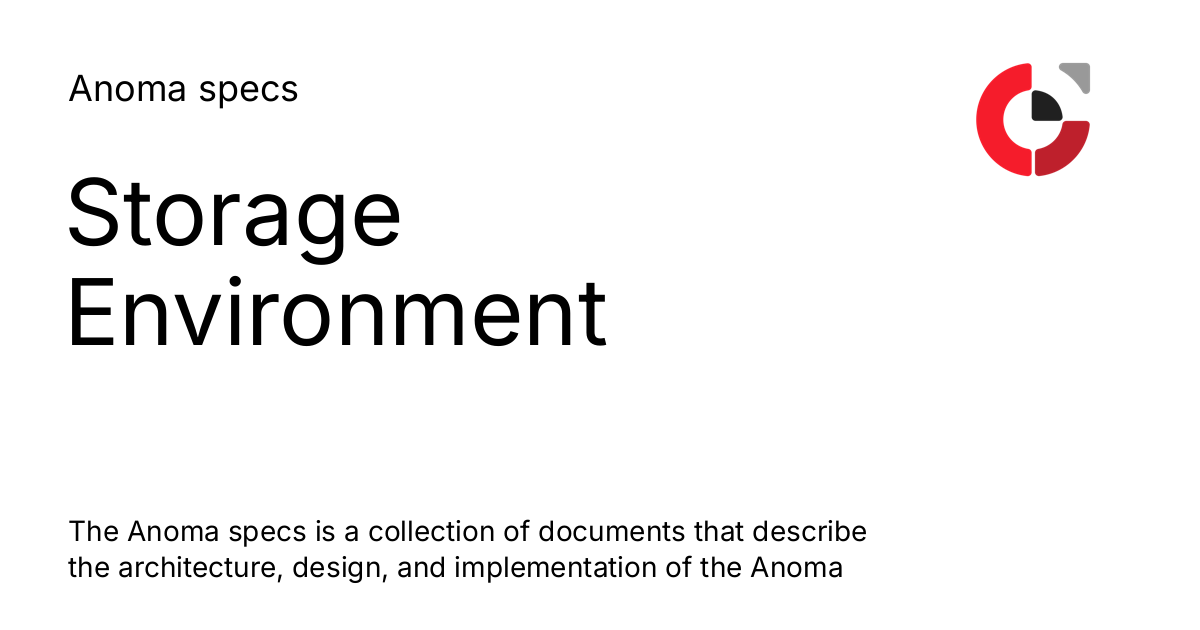 Anoma specs
Storage
Environment
The Anoma specs is a collection of documents that describe
the architecture, design, and implementation of the Anoma